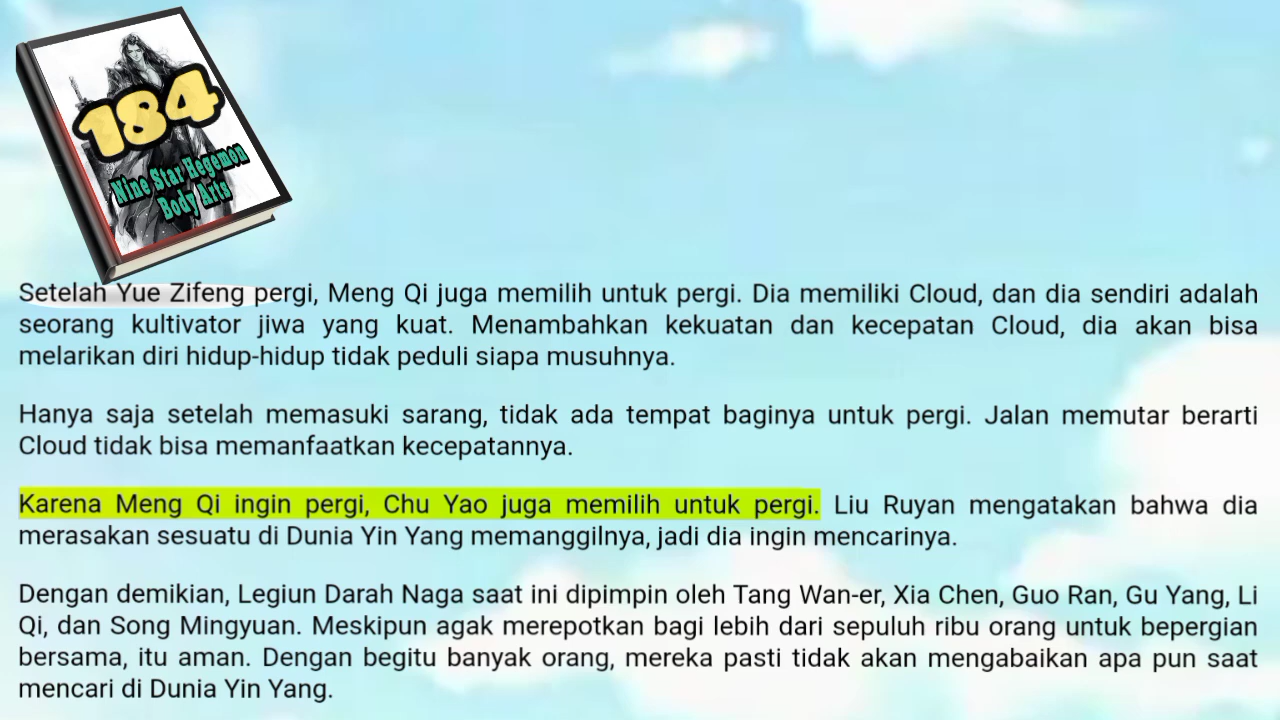 184
Nine Star Hegemon
Body Arts
Setelah Yue Zifeng pergi, Meng Qi juga memilih untuk pergi. Dia memiliki Cloud, dan dia sendiri adalah
seorang kultivator jiwa yang kuat. Menambahkan kekuatan dan kecepatan Cloud, dia akan bisa
melarikan diri hidup-hidup tidak peduli siapa musuhnya.
Hanya saja setelah memasuki sarang, tidak ada tempat baginya untuk pergi. Jalan memutar berarti
Cloud tidak bisa memanfaatkan kecepatannya.
Karena Meng Qi ingin pergi, Chu Yao juga memilih untuk pergi. Liu Ruyan mengatakan bahwa dia
merasakan sesuatu di Dunia Yin Yang memanggilnya, jadi dia ingin mencarinya.
Dengan demikian, Legiun Darah Naga saat ini dipimpin oleh Tang Wan-er, Xia Chen, Guo Ran, Gu Yang, Li
Qi, dan Song Mingyuan. Meskipun agak merepotkan bagi lebih dari sepuluh ribu orang untuk bepergian
bersama, itu aman. Dengan begitu banyak orang, mereka pasti tidak akan mengabaikan apa pun saat
mencari di Dunia Yin Yang.